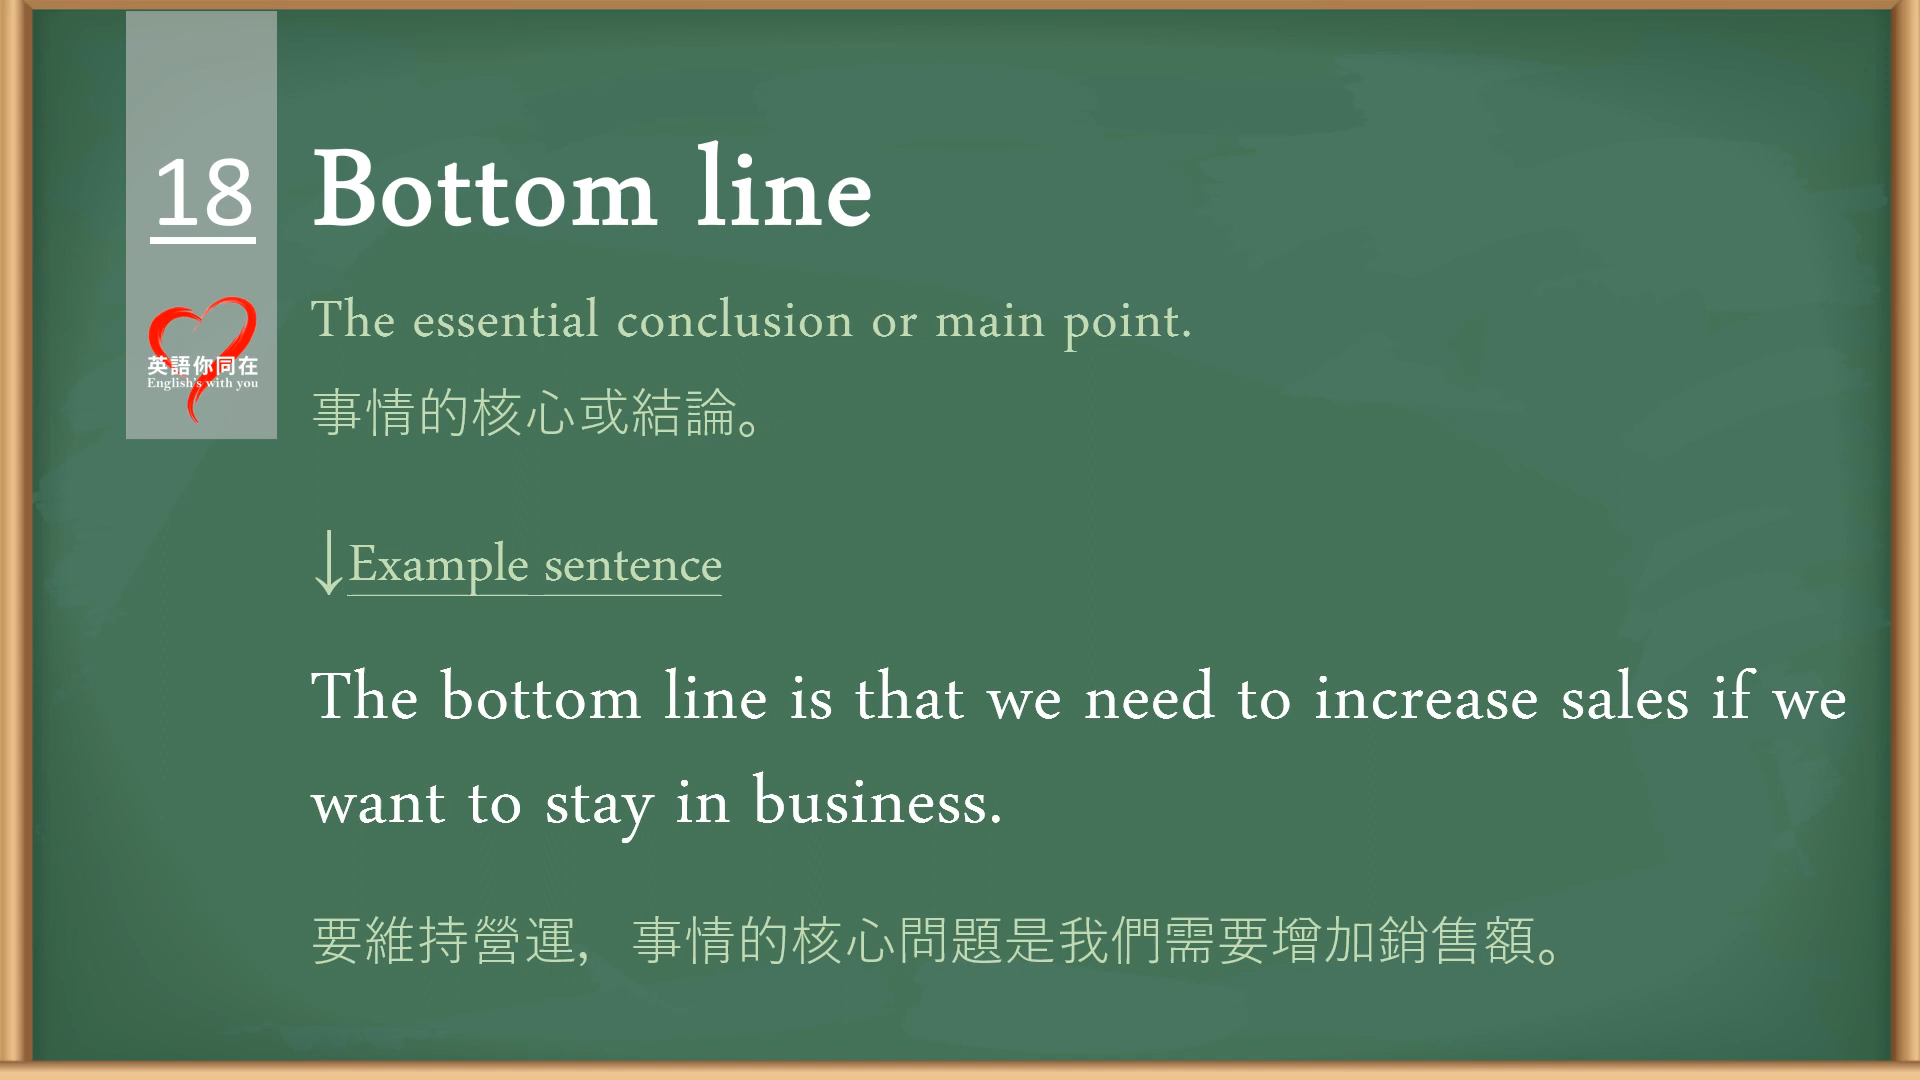 18
Bottom line
英語你同在
English's with you
The essential conclusion or main point.
事情的核心或結論。
↓Example sentence
The bottom line is that we need to increase sales if we
want to stay in business.
要維持營運, 事情的核心問題是我們需要增加銷售額。